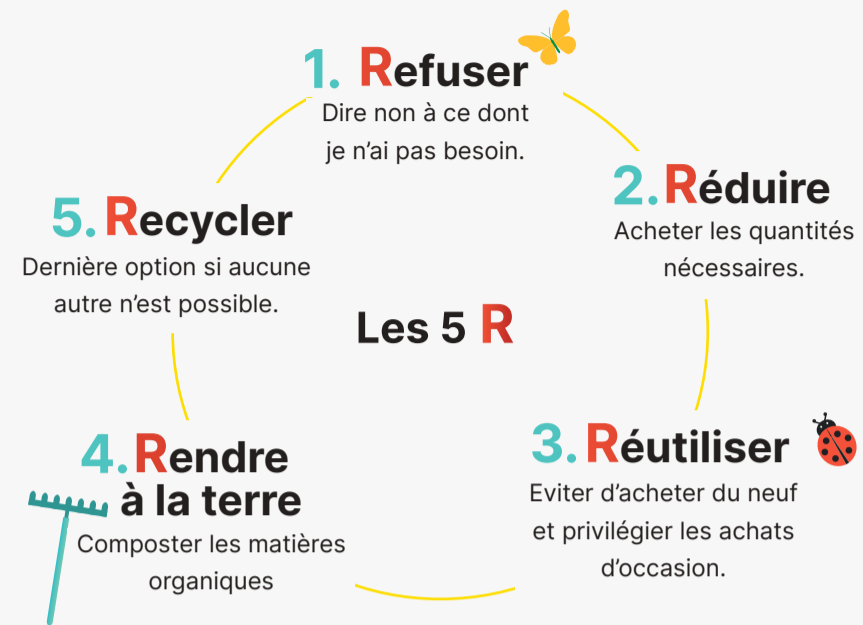 1. Refuser
Dire non à ce dont
je n’ai pas besoin.
2. Réduire
Acheter les quantités
nécessaires.
3. Réutiliser
Eviter d’acheter du neuf
et privilégier les achats
d’occasion.
4. Rendre
à la terre
Composter les matières
organiques
5. Recycler
Dernière option si aucune
autre n’est possible.
Les 5 R